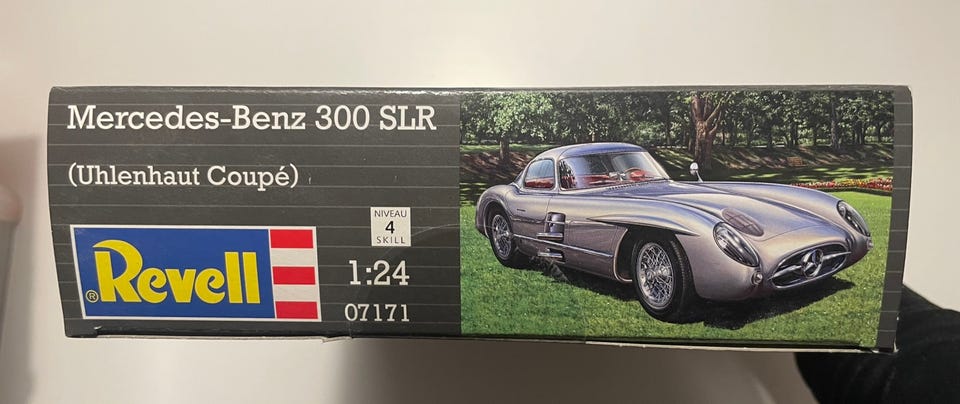 Mercedes-Benz 300 SLR
(Uhlenhaut Coupé)
NIVEAU
4
SKILL
®Revell
1:24
07171